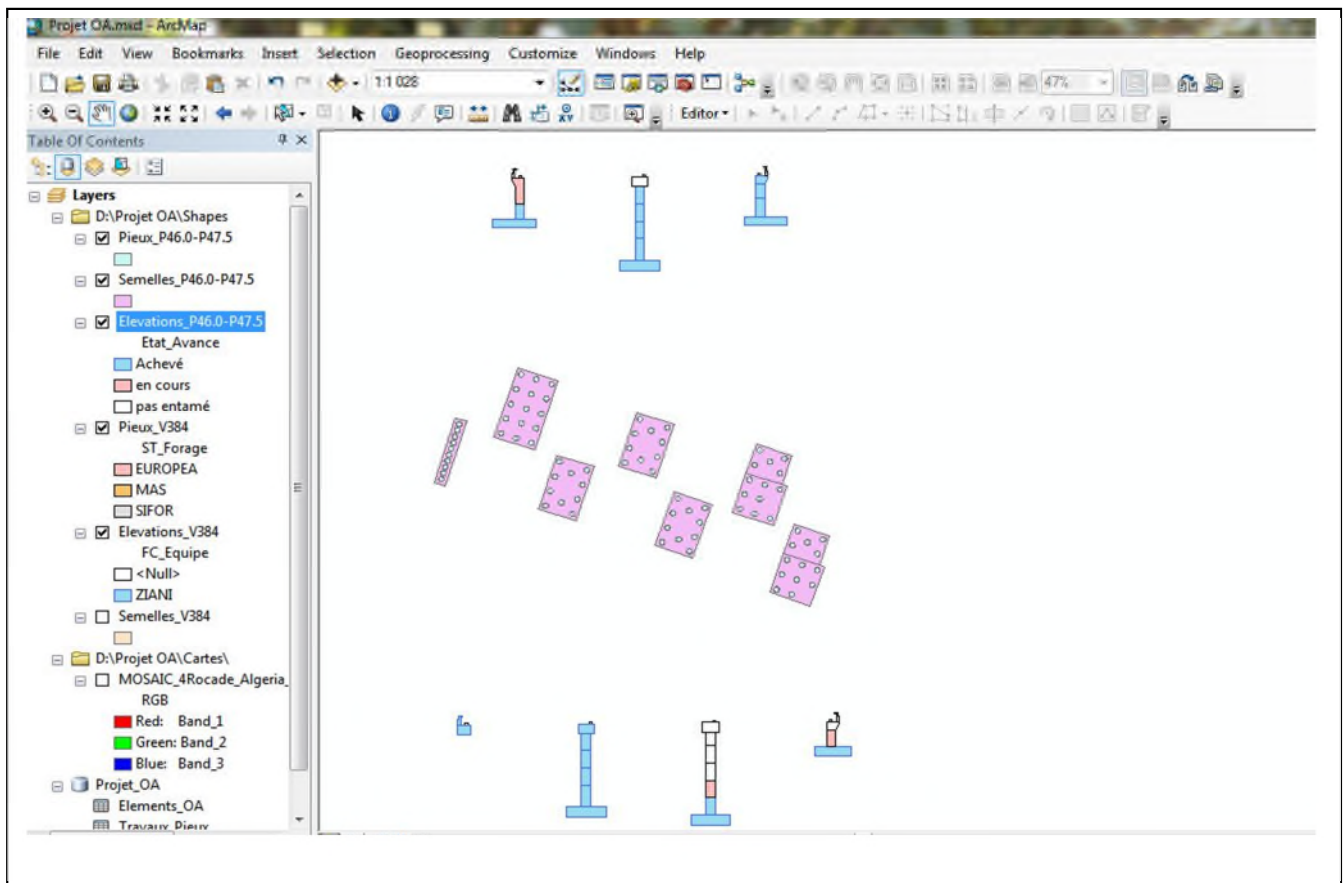 Projet OA.mxd - ArcMap
File Edit View Bookmarks Insert Selection Geoprocessing Customize Windows Help
1:1 028 47%
Editor
Table Of Contents
Layers
D:\Projet OA\Shapes
Pieux_P46.0-P47.5
Semelles_P46.0-P47.5
Elevations_P46.0-P47.5
Etat_Avance
Achevé
en cours
pas entamé
Pieux_V384
ST_Forage
EUROPEA
MAS
SIFOR
Elevations_V384
FC_Equipe
<Null>
ZIANI
Semelles_V384
D:\Projet OA\Cartes\
MOSAIC_4Rocade_Algeria_
RGB
Red: Band_1
Green: Band_2
Blue: Band_3
Projet_OA
Elements_OA
Travaux_Pieux